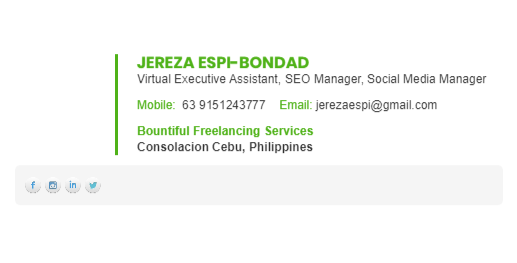 JEREZA ESPI-BONDAD
Virtual Executive Assistant, SEO Manager, Social Media Manager
Mobile: 63 9151243777 Email: jerezaespi@gmail.com
Bountiful Freelancing Services
Consolacion Cebu, Philippines